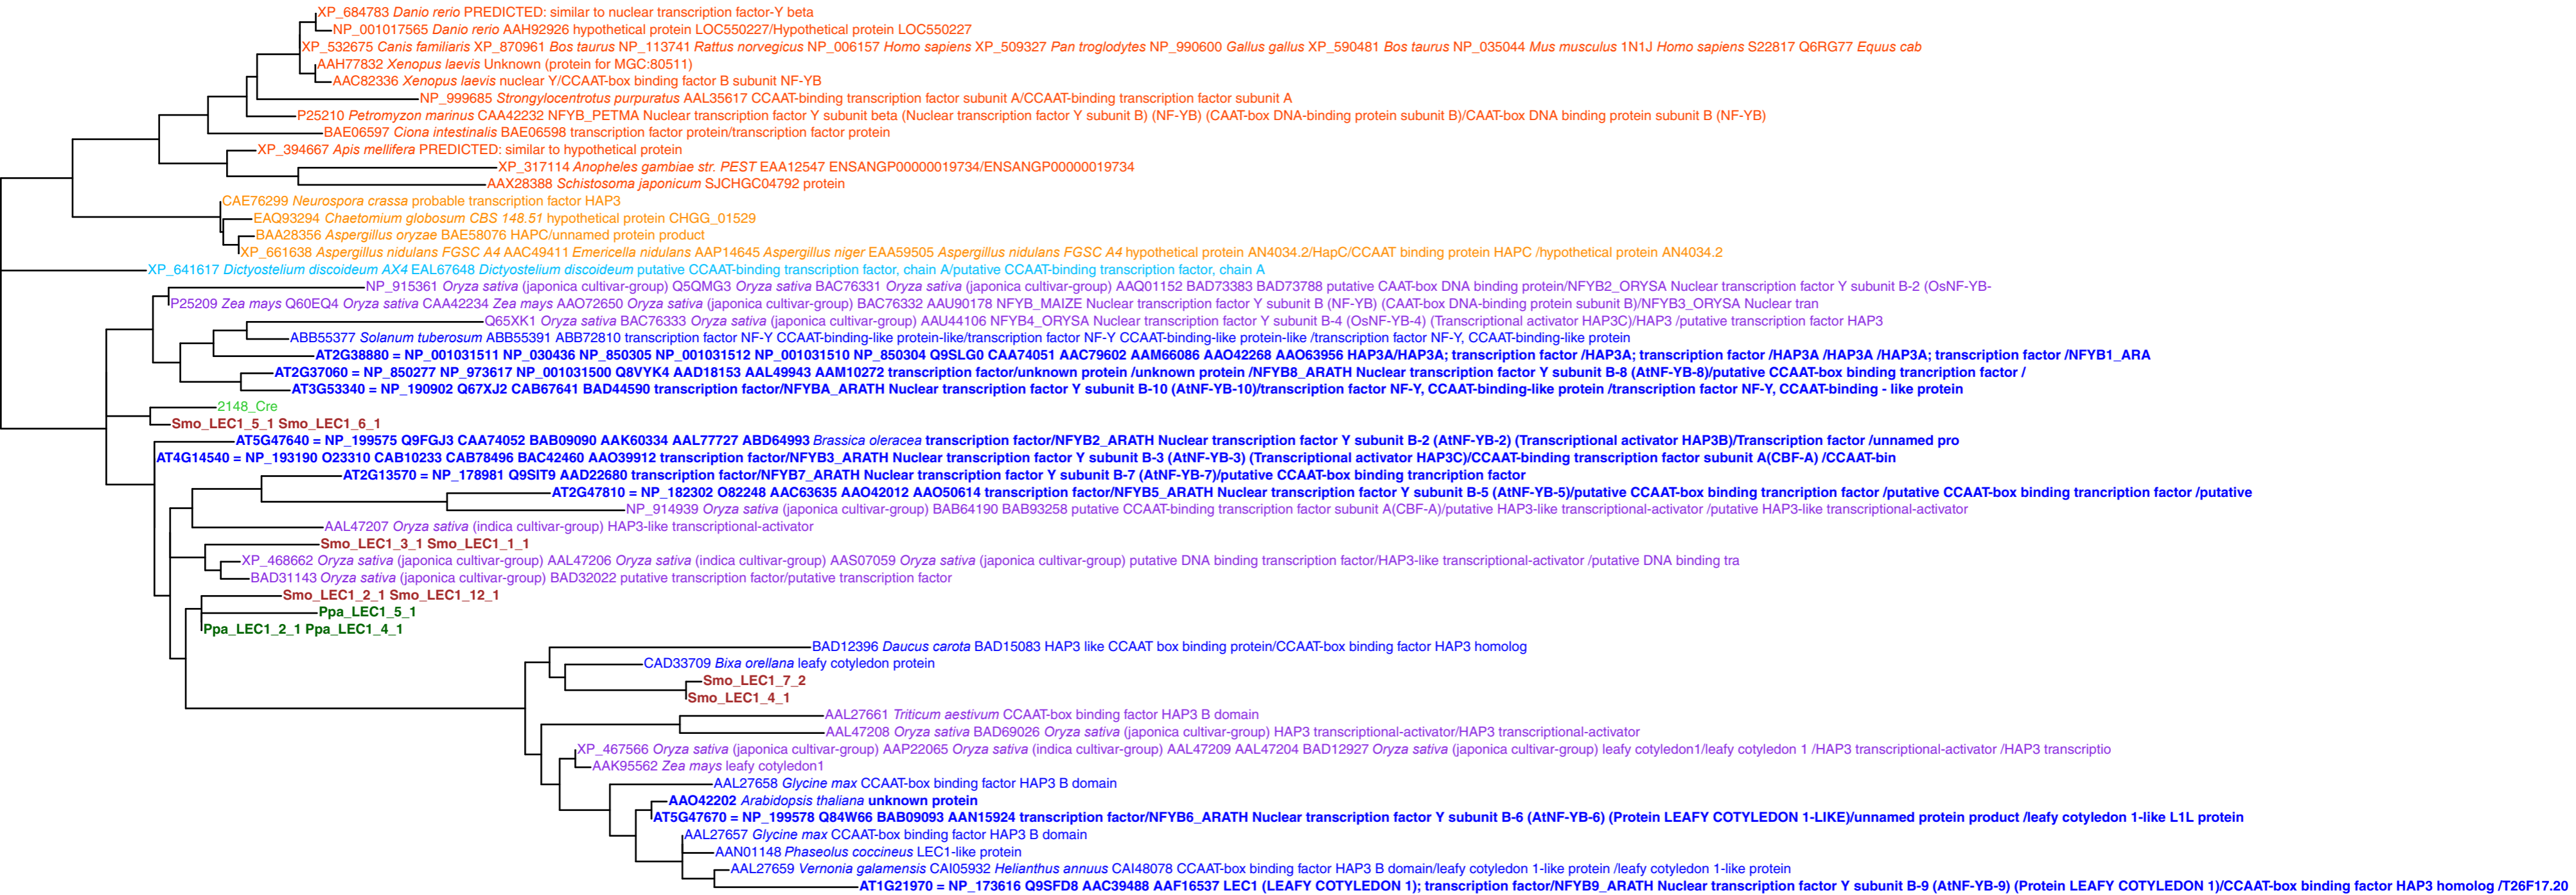 XP_684783 Danio rerio PREDICTED: similar to nuclear transcription factor-Y beta
NP_001017565 Danio rerio AAH92926 hypothetical protein LOC550227/Hypothetical protein LOC550227
XP_532675 Canis familiaris XP_870961 Bos taurus NP_113741 Rattus norvegicus NP_006157 Homo sapiens XP_509327 Pan troglodytes NP_990600 Gallus gallus XP_590481 Bos taurus NP_035044 Mus musculus 1N1J Homo sapiens S22817 Q6RG77 Equus cab
AAH77832 Xenopus laevis Unknown (protein for MGC:80511)
AAC82336 Xenopus laevis nuclear Y/CCAAT-box binding factor B subunit NF-YB
NP_999685 Strongylocentrotus purpuratus AAL35617 CCAAT-binding transcription factor subunit A/CCAAT-binding transcription factor subunit A
P25210 Petromyzon marinus CAA42232 NFYB_PETMA Nuclear transcription factor Y subunit beta (Nuclear transcription factor Y subunit B) (NF-YB) (CAAT-box DNA-binding protein subunit B)/CAAT-box DNA binding protein subunit B (NF-YB)
BAE06597 Ciona intestinalis BAE06598 transcription factor protein/transcription factor protein
XP_394667 Apis mellifera PREDICTED: similar to hypothetical protein
XP_317114 Anopheles gambiae str. PEST EAA12547 ENSANGP00000019734/ENSANGP00000019734
AAX28388 Schistosoma japonicum SJCHGC04792 protein
CAE76299 Neurospora crassa probable transcription factor HAP3
EAQ93294 Chaetomium globosum CBS 148.51 hypothetical protein CHGG_01529
BAA28356 Aspergillus oryzae BAE58076 HAPC/unnamed protein product
XP_661638 Aspergillus nidulans FGSC A4 AAC49411 Emericella nidulans AAP14645 Aspergillus niger EAA59505 Aspergillus nidulans FGSC A4 hypothetical protein AN4034.2/HapC/CCAAT binding protein HAPC /hypothetical protein AN4034.2
XP_641617 Dictyostelium discoideum AX4 EAL67648 Dictyostelium discoideum putative CCAAT-binding transcription factor, chain A/putative CCAAT-binding transcription factor, chain A
NP_915361 Oryza sativa (japonica cultivar-group) Q5QMG3 Oryza sativa BAC76331 Oryza sativa (japonica cultivar-group) AAQ01152 BAD73383 BAD73788 putative CAAT-box DNA binding protein/NFYB2_ORYSA Nuclear transcription factor Y subunit B-2 (OsNF-YB-
P25209 Zea mays Q60EQ4 Oryza sativa CAA42234 Zea mays AAO72650 Oryza sativa (japonica cultivar-group) BAC76332 AAU90178 NFYB_MAIZE Nuclear transcription factor Y subunit B (NF-YB) (CAAT-box DNA-binding protein subunit B)/NFYB3_ORYSA Nuclear tran
Q65XK1 Oryza sativa BAC76333 Oryza sativa (japonica cultivar-group) AAU44106 NFYB4_ORYSA Nuclear transcription factor Y subunit B-4 (OsNF-YB-4) (Transcriptional activator HAP3C)/HAP3 /putative transcription factor HAP3
ABB55377 Solanum tuberosum ABB55391 ABB72810 transcription factor NF-Y CCAAT-binding-like protein-like/transcription factor NF-Y CCAAT-binding-like protein-like /transcription factor NF-Y, CCAAT-binding-like protein
AT2G38880 = NP_001031511 NP_030436 NP_850305 NP_001031512 NP_001031510 NP_850304 Q9SLG0 CAA74051 AAC79602 AAM66086 AAO42268 AAO63956 HAP3A/HAP3A; transcription factor /HAP3A; transcription factor /HAP3A /HAP3A /HAP3A; transcription factor /NFYB1_ARA
AT2G37060 = NP_850277 NP_973617 NP_001031500 Q8VYK4 AAD18153 AAL49943 AAM10272 transcription factor/unknown protein /unknown protein /NFYB8_ARATH Nuclear transcription factor Y subunit B-8 (AtNF-YB-8)/putative CCAAT-box binding trancription factor /
AT3G53340 = NP_190902 Q67XJ2 CAB67641 BAD44590 transcription factor/NFYBA_ARATH Nuclear transcription factor Y subunit B-10 (AtNF-YB-10)/transcription factor NF-Y, CCAAT-binding-like protein /transcription factor NF-Y, CCAAT-binding - like protein
2148_Cre
Smo_LEC1_5_1 Smo_LEC1_6_1
AT5G47640 = NP_199575 Q9FGJ3 CAA74052 BAB09090 AAK60334 AAL77727 ABD64993 Brassica oleracea transcription factor/NFYB2_ARATH Nuclear transcription factor Y subunit B-2 (AtNF-YB-2) (Transcriptional activator HAP3B)/Transcription factor /unnamed pro
AT4G14540 = NP_193190 O23310 CAB10233 CAB78496 BAC42460 AAO39912 transcription factor/NFYB3_ARATH Nuclear transcription factor Y subunit B-3 (AtNF-YB-3) (Transcriptional activator HAP3C)/CCAAT-binding transcription factor subunit A(CBF-A) /CCAAT-bin
AT2G13570 = NP_178981 Q9SIT9 AAD22680 transcription factor/NFYB7_ARATH Nuclear transcription factor Y subunit B-7 (AtNF-YB-7)/putative CCAAT-box binding trancription factor
AT2G47810 = NP_182302 O82248 AAC63635 AAO42012 AAO50614 transcription factor/NFYB5_ARATH Nuclear transcription factor Y subunit B-5 (AtNF-YB-5)/putative CCAAT-box binding trancription factor /putative CCAAT-box binding trancription factor /putative
NP_914939 Oryza sativa (japonica cultivar-group) BAB64190 BAB93258 putative CCAAT-binding transcription factor subunit A(CBF-A)/putative HAP3-like transcriptional-activator /putative HAP3-like transcriptional-activator
AAL47207 Oryza sativa (indica cultivar-group) HAP3-like transcriptional-activator
Smo_LEC1_3_1 Smo_LEC1_1_1
XP_468662 Oryza sativa (japonica cultivar-group) AAL47206 Oryza sativa (indica cultivar-group) AAS07059 Oryza sativa (japonica cultivar-group) putative DNA binding transcription factor/HAP3-like transcriptional-activator /putative DNA binding tra
BAD31143 Oryza sativa (japonica cultivar-group) BAD32022 putative transcription factor/putative transcription factor
Smo_LEC1_2_1 Smo_LEC1_12_1
Ppa_LEC1_5_1
Ppa_LEC1_2_1 Ppa_LEC1_4_1
BAD12396 Daucus carota BAD15083 HAP3 like CCAAT box binding protein/CCAAT-box binding factor HAP3 homolog
CAD33709 Bixa orellana leafy cotyledon protein
Smo_LEC1_7_2
Smo_LEC1_4_1
AAL27661 Triticum aestivum CCAAT-box binding factor HAP3 B domain
AAL47208 Oryza sativa BAD69026 Oryza sativa (japonica cultivar-group) HAP3 transcriptional-activator/HAP3 transcriptional-activator
XP_467566 Oryza sativa (japonica cultivar-group) AAP22065 Oryza sativa (indica cultivar-group) AAL47209 AAL47204 BAD12927 Oryza sativa (japonica cultivar-group) leafy cotyledon1/leafy cotyledon 1 /HAP3 transcriptional-activator /HAP3 transcriptio
AAK95562 Zea mays leafy cotyledon1
AAL27658 Glycine max CCAAT-box binding factor HAP3 B domain
AAO42202 Arabidopsis thaliana unknown protein
AT5G47670 = NP_199578 Q84W66 BAB09093 AAN15924 transcription factor/NFYB6_ARATH Nuclear transcription factor Y subunit B-6 (AtNF-YB-6) (Protein LEAFY COTYLEDON 1-LIKE)/unnamed protein product /leafy cotyledon 1-like L1L protein
AAL27657 Glycine max CCAAT-box binding factor HAP3 B domain
AAN01148 Phaseolus coccineus LEC1-like protein
AAL27659 Vernonia galamensis CAI05932 Helianthus annuus CAI48078 CCAAT-box binding factor HAP3 B domain/leafy cotyledon 1-like protein /leafy cotyledon 1-like protein
AT1G21970 = NP_173616 Q9SFD8 AAC39488 AAF16537 LEC1 (LEAFY COTYLEDON 1); transcription factor/NFYB9_ARATH Nuclear transcription factor Y subunit B-9 (AtNF-YB-9) (Protein LEAFY COTYLEDON 1)/CCAAT-box binding factor HAP3 homolog /T26F17.20